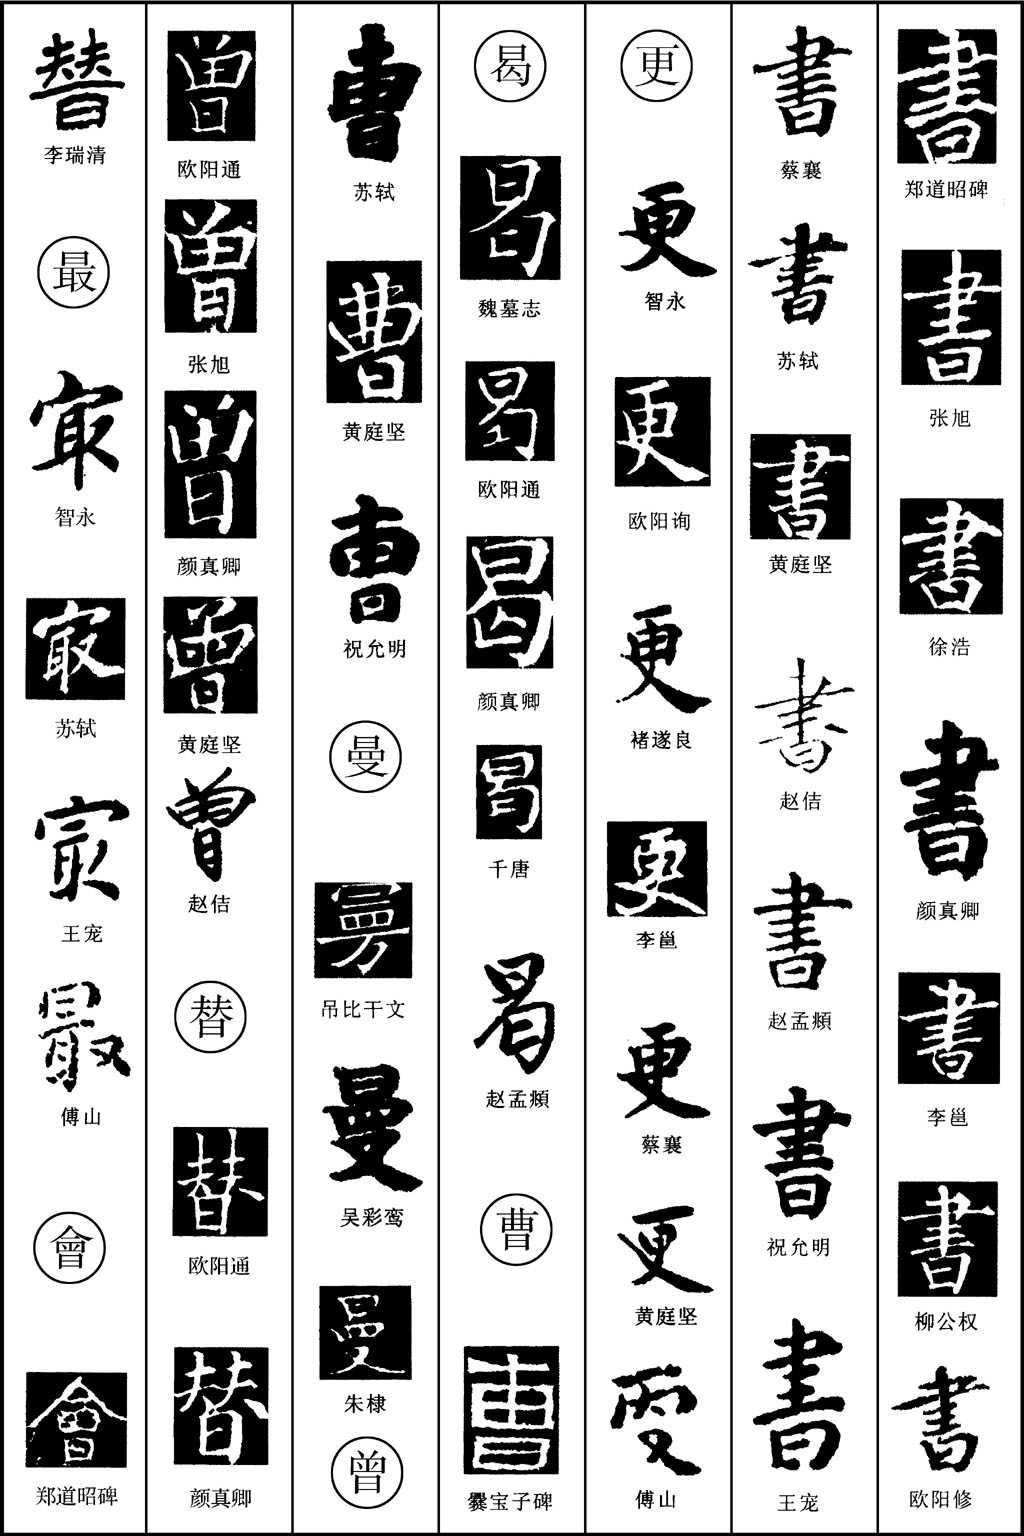 書
郑道昭碑
書
张旭
書
徐浩
書
颜真卿
書
李邕
書
柳公权
書
欧阳修
書
蔡襄
書
苏轼
書
黄庭坚
書
赵佶
書
赵孟頫
書
祝允明
書
王宠
更
更
智永
更
欧阳询
更
褚遂良
更
李邕
更
蔡襄
更
黄庭坚
更
傅山
曷
曷
魏墓志
曷
欧阳通
曷
颜真卿
曷
千唐
曷
赵孟頫
曹
曹
爨宝子碑
曹
苏轼
曹
黄庭坚
曹
祝允明
曼
曼
吊比干文
曼
吴彩鸾
曼
朱棣
曾
曾
欧阳通
曾
张旭
曾
颜真卿
曾
黄庭坚
曾
赵佶
替
替
欧阳通
替
颜真卿
替
李瑞清
最
最
智永
最
苏轼
最
王宠
最
傅山
會
會
郑道昭碑